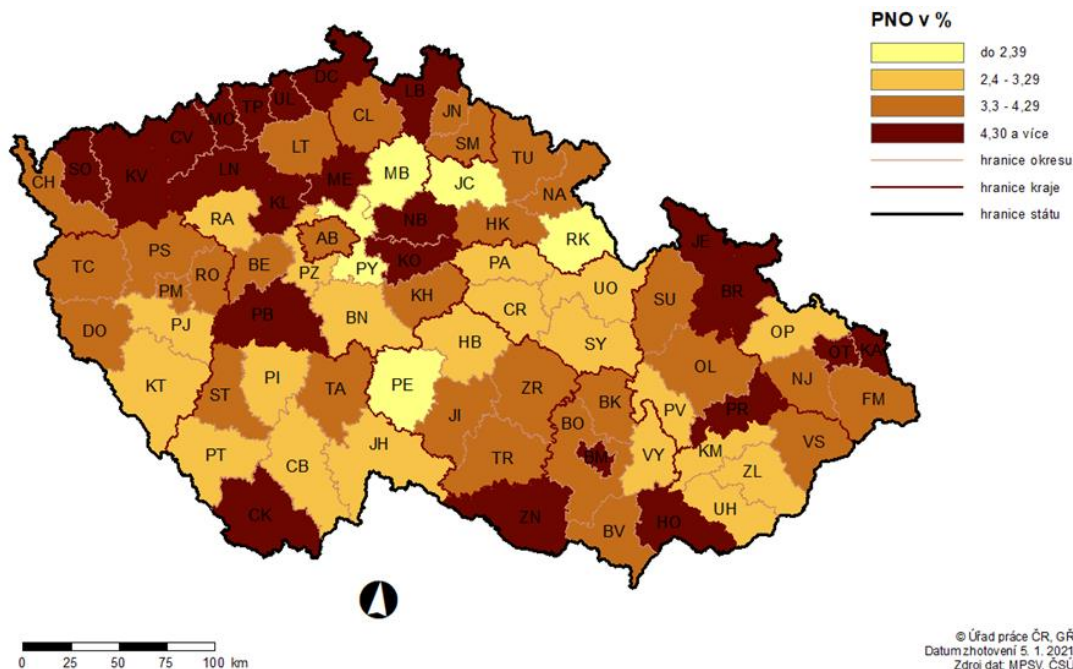 PNO v %
do 2,39
2,4 - 3,29
3,3 - 4,29
4,30 a více
hranice okresu
hranice kraje
hranice státu
DC
LB
UL
TP
MO
CV
CL
JN
SM
LT
TU
SO
KV
CH
LN
ME
MB
JC
NA
KL
RA
NB
HK
RK
AB
JE
TC
PS
RO
BE
PZ
PY
KO
PA
BR
PM
KH
UO
SU
DO
PJ
PB
BN
CR
OP
OT
KA
KT
ST
PI
TA
PE
HB
SY
OL
NJ
FM
ZR
BK
PV
PR
JI
BO
VS
PT
CB
JH
TR
BM
VY
KM
ZL
CK
ZN
BV
HO
UH
0 25 50 75 100 km
© Úřad práce ČR, GŘ
Datum zhotovení 5. 1. 2021
Zdroj dat: MPSV, ČSÚ